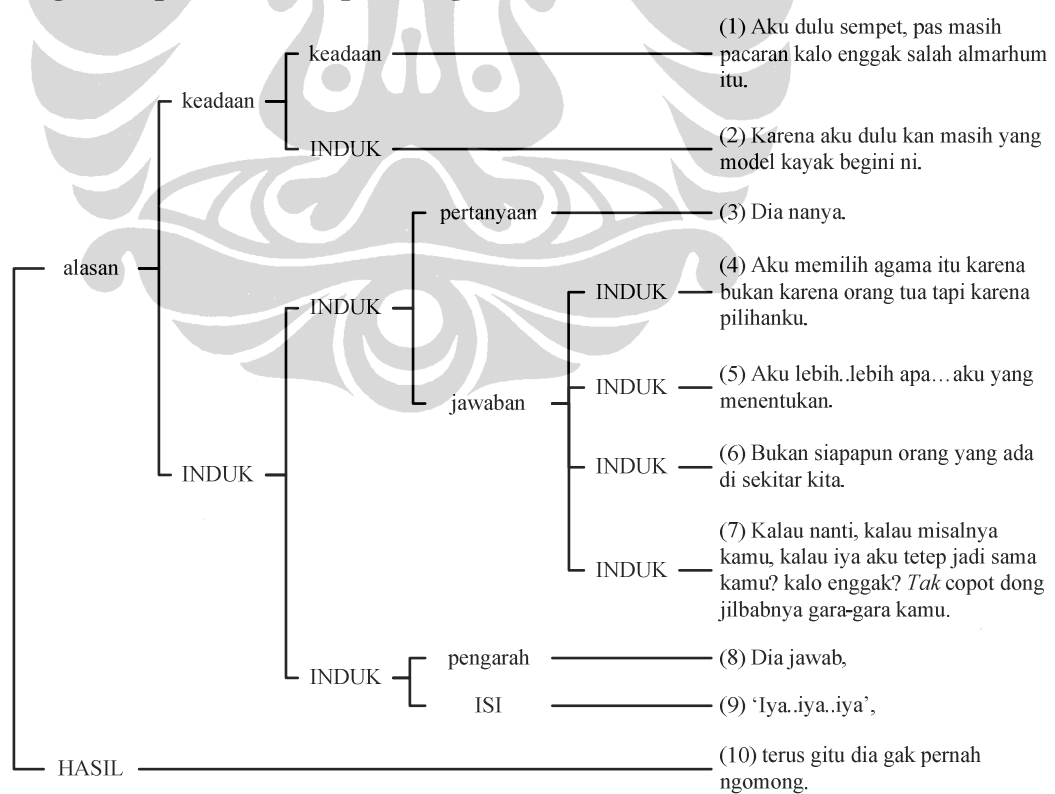 (1) Aku dulu sempet, pas masih
keadaan
pacaran kalo enggak salah almarhum
itu.
keadaan
(2) Karena aku dulu kan masih yang
INDUK
model kayak begini ni.
pertanyaan
(3) Dia nanya.
alasan
(4) Aku memilih agama itu karena
INDUK
bukan karena orang tua tapi karena
INDUK
pilihanku.
(5) Aku lebih..lebih apa…aku yang
INDUK
menentukan.
jawaban
(6) Bukan siapapun orang yang ada
INDUK
di sekitar kita.
INDUK
(7) Kalau nanti, kalau misalnya
kamu, kalau iya aku tetep jadi sama
INDUK
kamu? kalo enggak? Tak copot dong
jilbabnya gara-gara kamu.
pengarah
(8) Dia jawab,
INDUK
ISI
(9) ‘Iya..iya..iya’,
HASIL
(10) terus gitu dia gak pernah
ngomong.